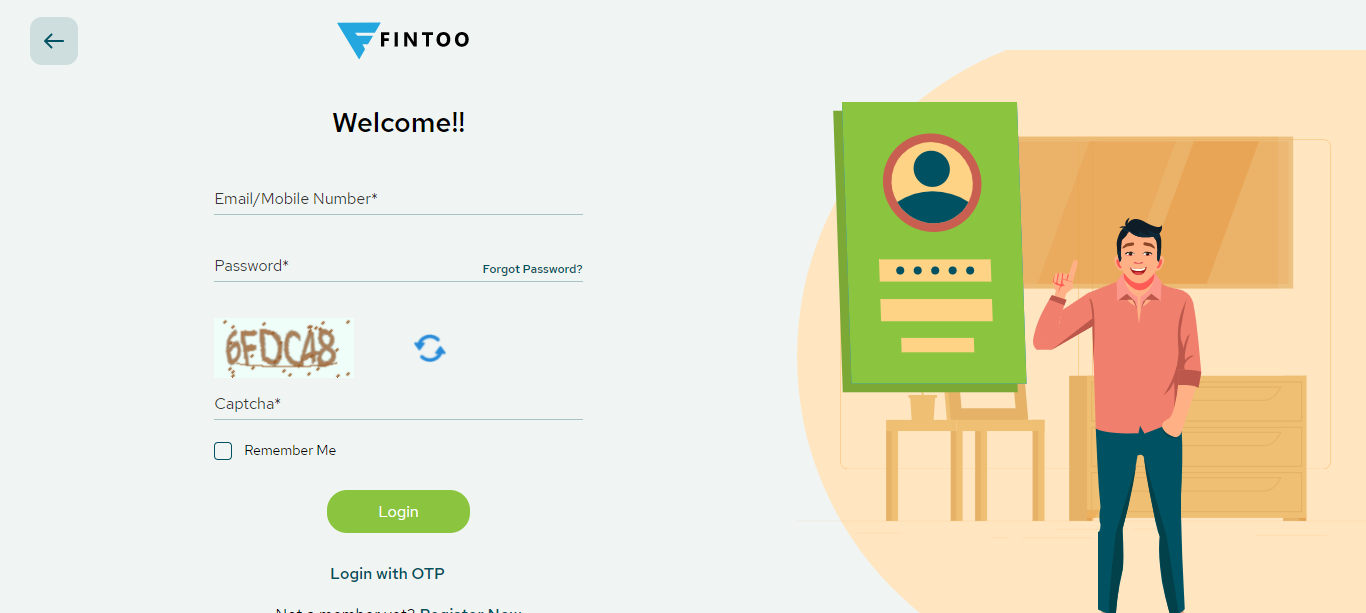 FINTOO
Welcome!!
Email/Mobile Number*
Password*
Forgot Password?
6FDCA8
Captcha*
Remember Me
Login
Login with OTP
Not a member yet? Register Now